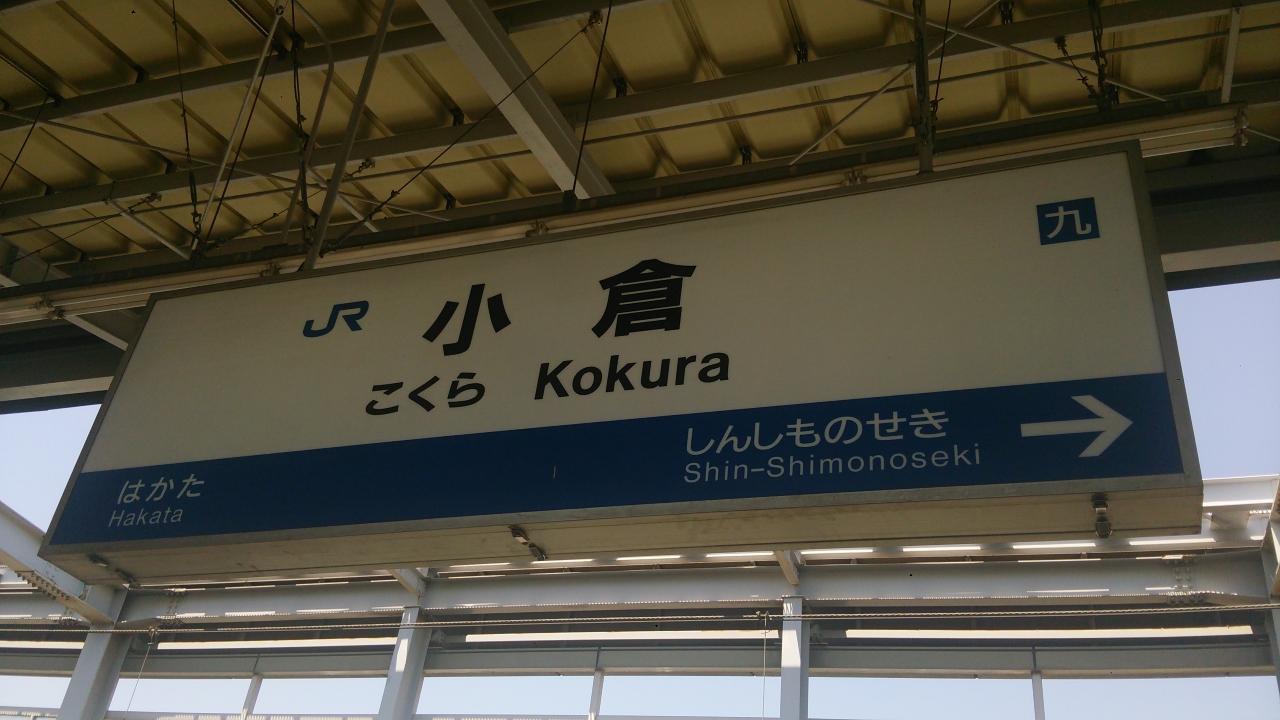 九
JR 小倉
こくら Kokura
しんしものせき →
Shin-Shimonoseki
はかた
Hakata